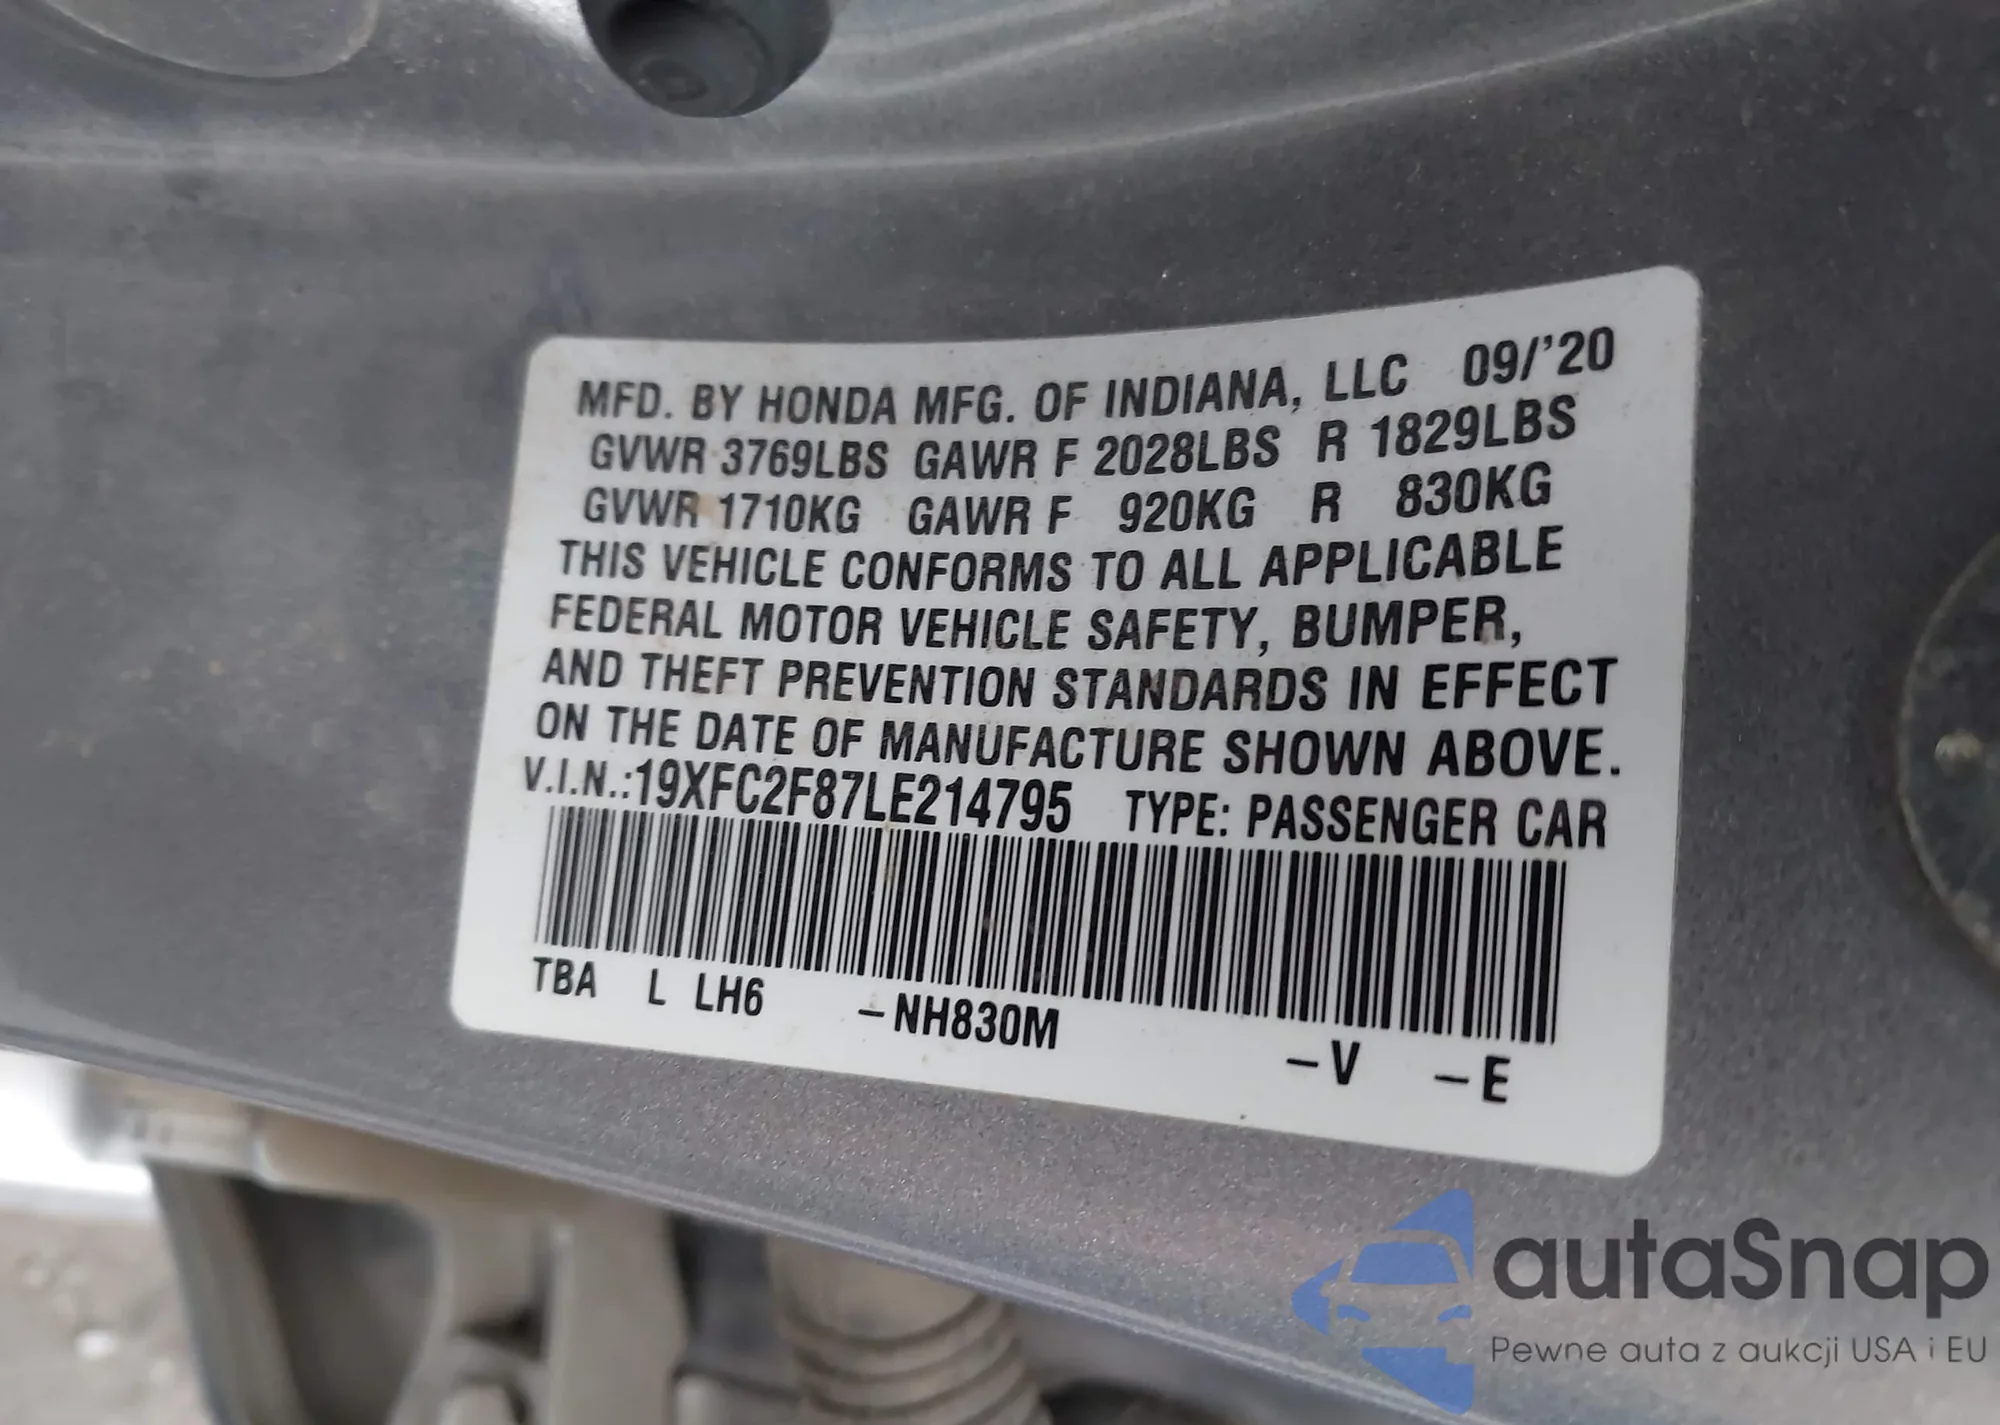 MFD. BY HONDA MFG. OF INDIANA, LLC 09/'20
GVWR 3769LBS GAWR F 2028LBS R 1829LBS
GVWR 1710KG GAWR F 920KG R 830KG
THIS VEHICLE CONFORMS TO ALL APPLICABLE
FEDERAL MOTOR VEHICLE SAFETY, BUMPER,
AND THEFT PREVENTION STANDARDS IN EFFECT
ON THE DATE OF MANUFACTURE SHOWN ABOVE.
V.I.N.:19XFC2F87LE214795 TYPE: PASSENGER CAR
TBA L LH6 –NH830M –V –E
autaSnap
Pewne auta z aukcji USA i EU